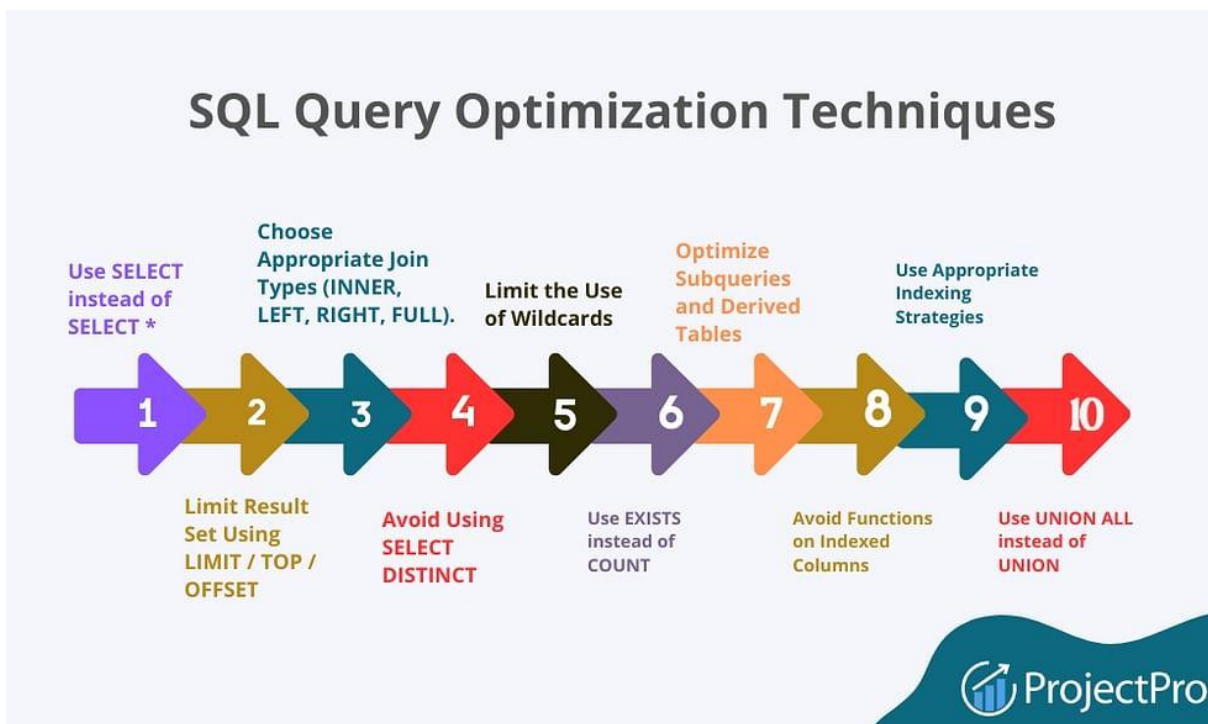 SQL Query Optimization Techniques
Use SELECT
instead of
SELECT *
1
Limit Result
Set Using
LIMIT / TOP /
OFFSET
2
Choose
Appropriate Join
Types (INNER,
LEFT, RIGHT, FULL).
3
Avoid Using
SELECT
DISTINCT
4
Limit the Use
of Wildcards
5
Use EXISTS
instead of
COUNT
6
Optimize
Subqueries
and Derived
Tables
7
Avoid Functions
on Indexed
Columns
8
Use Appropriate
Indexing
Strategies
9
Use UNION ALL
instead of
UNION
10
ProjectPro